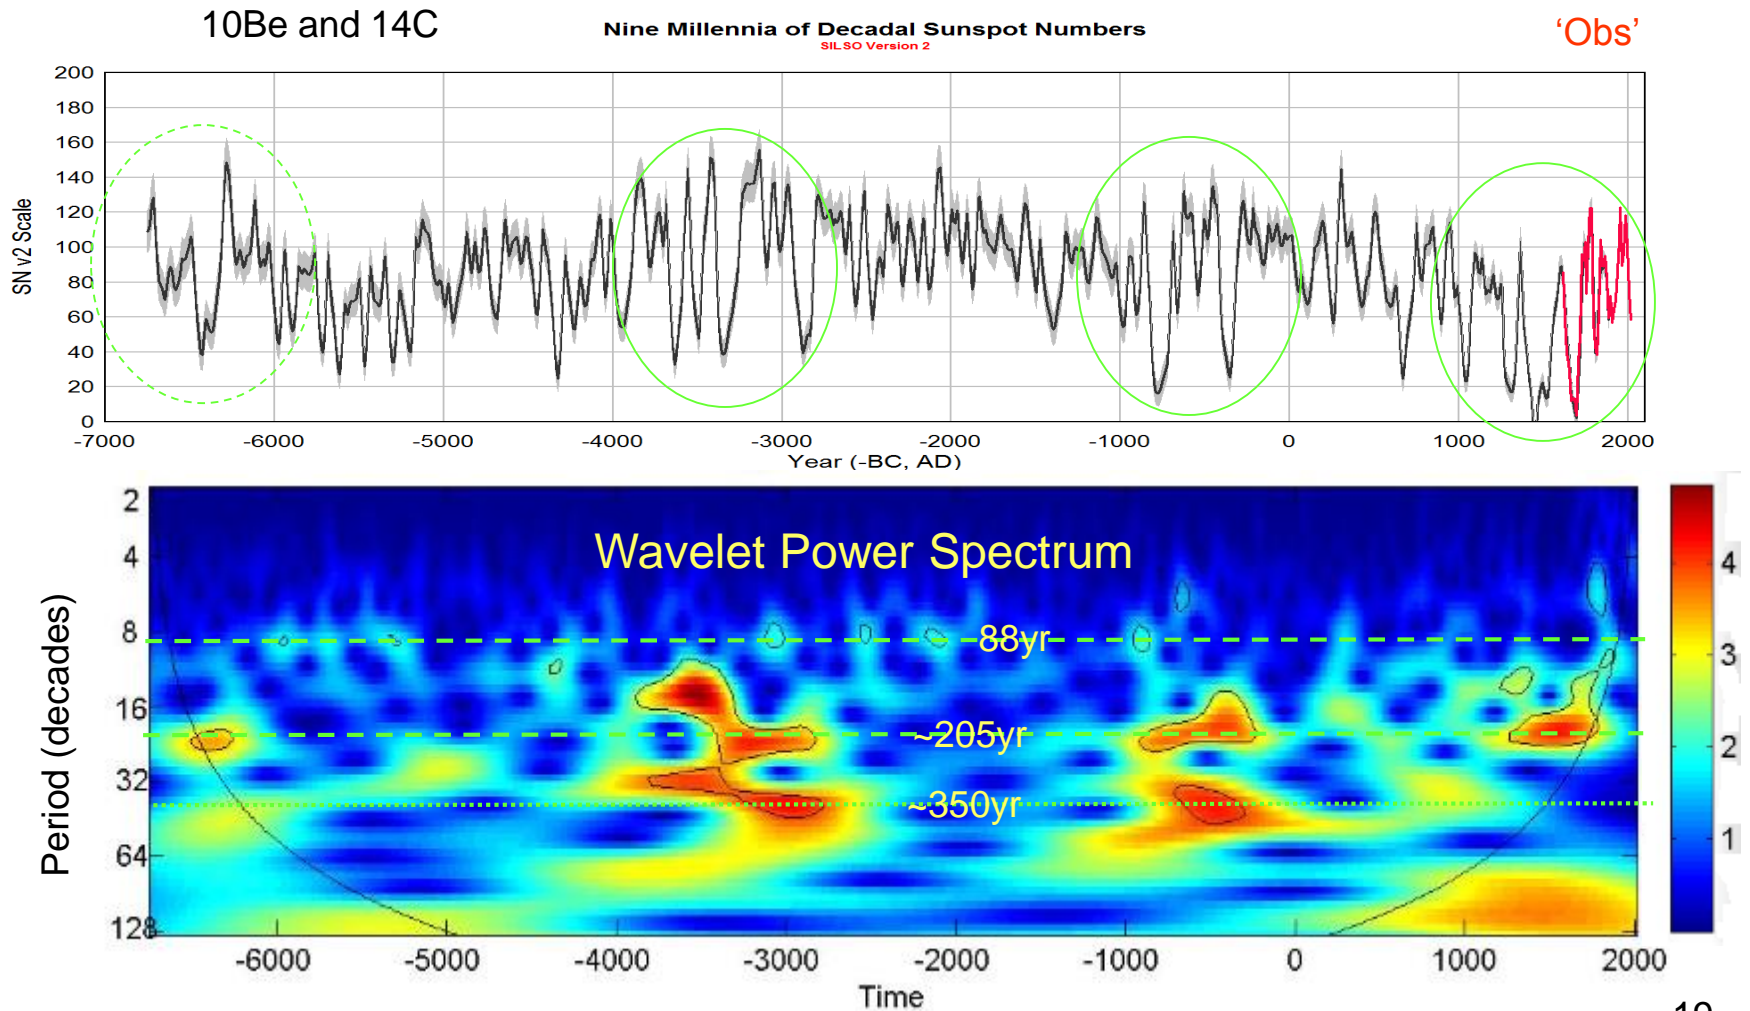 10Be and 14C
Nine Millennia of Decadal Sunspot Numbers
SILSO Version 2
'Obs'
SN v2 Scale
200
180
160
140
120
100
80
60
40
20
0
-7000 -6000 -5000 -4000 -3000 -2000 -1000 0 1000 2000
Year (-BC, AD)
Wavelet Power Spectrum
Period (decades)
2
4
8
16
32
64
128
88yr
~205yr
~350yr
4
3
2
1
-6000 -5000 -4000 -3000 -2000 -1000 0 1000 2000
Time